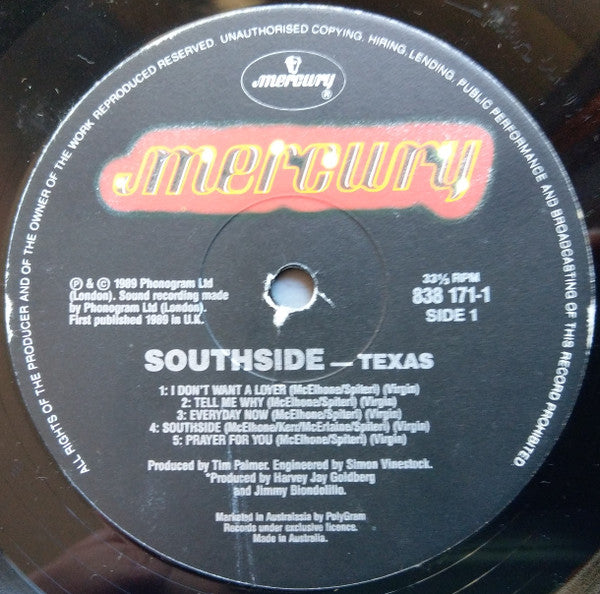 ALL RIGHTS OF THE PRODUCER AND OF THE OWNER OF THE WORK REPRODUCED RESERVED. UNAUTHORISED COPYING, HIRING, LENDING, PUBLIC PERFORMANCE AND BROADCASTING OF THIS RECORD PROHIBITED
mercury
®
mercury
℗ & © 1989 Phonogram Ltd
(London). Sound recording made
by Phonogram Ltd (London).
First published 1989 in U.K.
33⅓ RPM
838 171-1
SIDE 1
SOUTHSIDE — TEXAS
1: I DON'T WANT A LOVER (McElhone/Spiteri) (Virgin)
2: TELL ME WHY (McElhone/Spiteri) (Virgin)
3: EVERYDAY NOW (McElhone/Spiteri) (Virgin)
4: SOUTHSIDE (McElhone/Kerr/McErlaine/Spiteri) (Virgin)
5: PRAYER FOR YOU (McElhone/Spiteri) (Virgin)
Produced by Tim Palmer. Engineered by Simon Vinestock.
*Produced by Harvey Jay Goldberg
and Jimmy Biondolillo.
Marketed in Australasia by PolyGram
Records under exclusive licence.
Made in Australia.